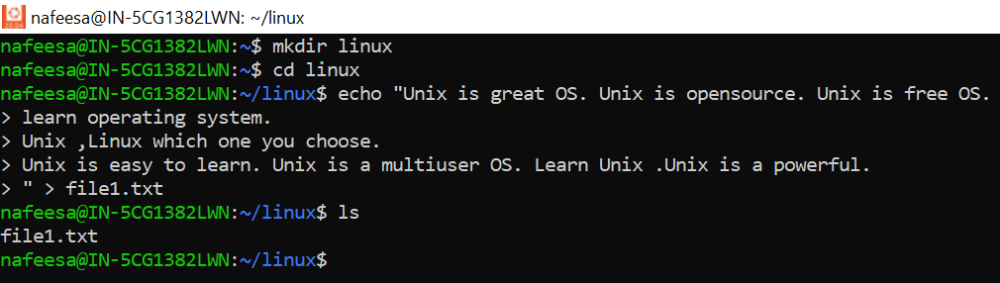 nafeesa@IN-5CG1382LWN: ~/linux
nafeesa@IN-5CG1382LWN:~$ mkdir linux
nafeesa@IN-5CG1382LWN:~$ cd linux
nafeesa@IN-5CG1382LWN:~/linux$ echo "Unix is great OS. Unix is opensource. Unix is free OS.
> learn operating system.
> Unix ,Linux which one you choose.
> Unix is easy to learn. Unix is a multiuser OS. Learn Unix .Unix is a powerful.
> " > file1.txt
nafeesa@IN-5CG1382LWN:~/linux$ ls
file1.txt
nafeesa@IN-5CG1382LWN:~/linux$